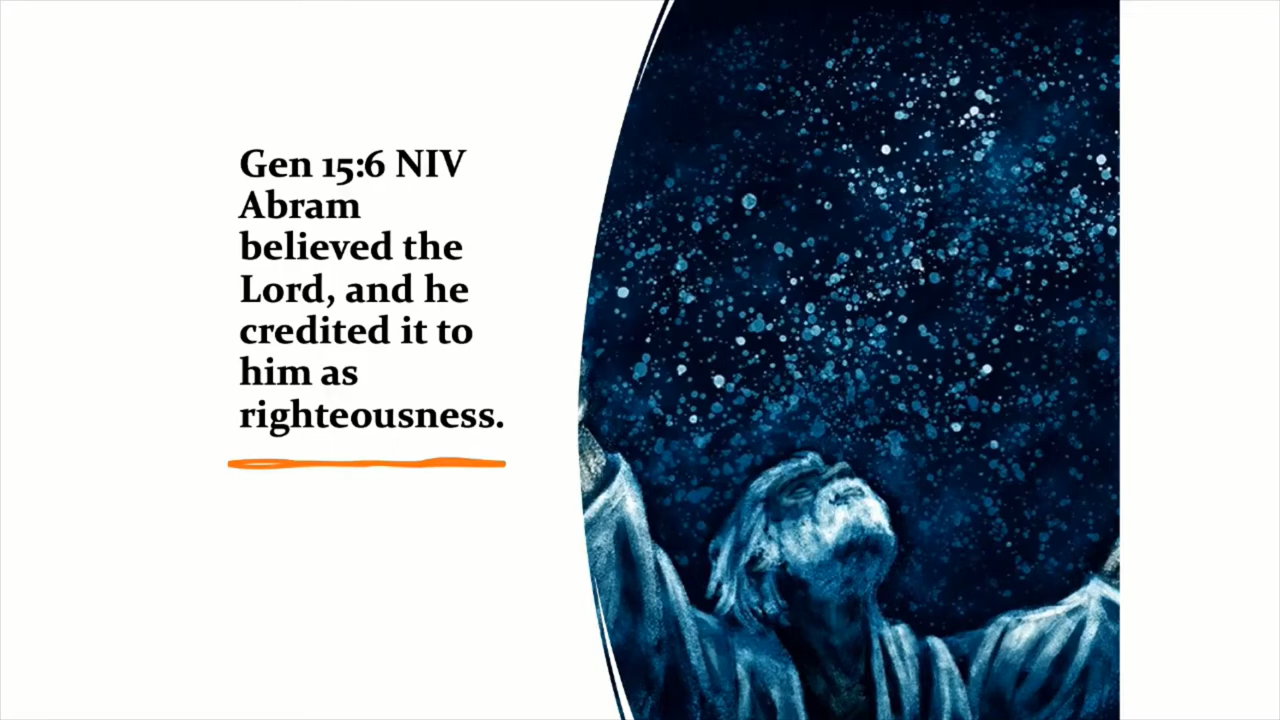 Gen 15:6 NIV
Abram
believed the
Lord, and he
credited it to
him as
righteousness.